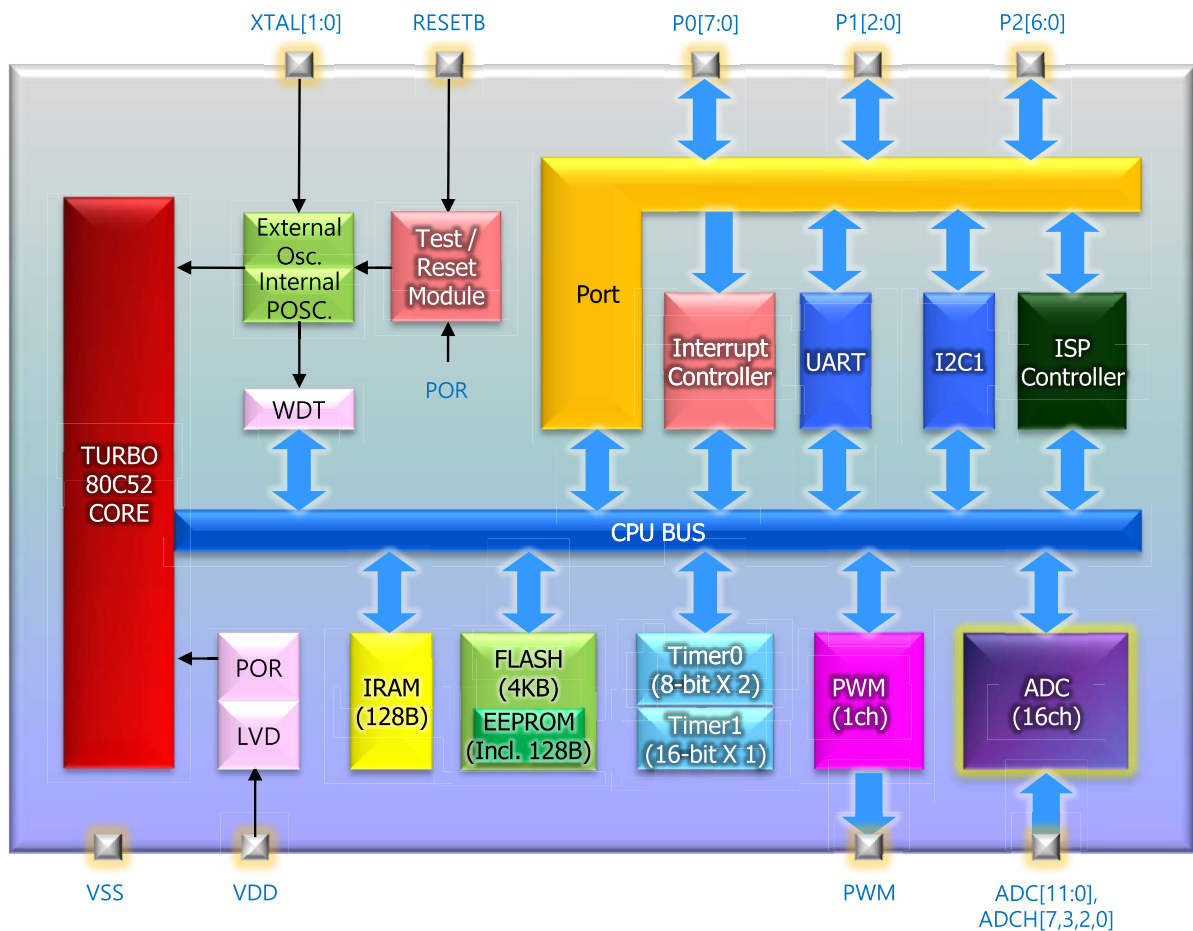 XTAL[1:0]
RESETB
P0[7:0]
P1[2:0]
P2[6:0]
External
Osc.
Internal
POSC.
Test /
Reset
Module
POR
WDT
Port
Interrupt
Controller
UART
I2C1
ISP
Controller
TURBO
80C52
CORE
CPU BUS
POR
LVD
IRAM
(128B)
FLASH
(4KB)
EEPROM
(Incl. 128B)
Timer0
(8-bit X 2)
Timer1
(16-bit X 1)
PWM
(1ch)
ADC
(16ch)
VSS
VDD
PWM
ADC[11:0],
ADCH[7,3,2,0]